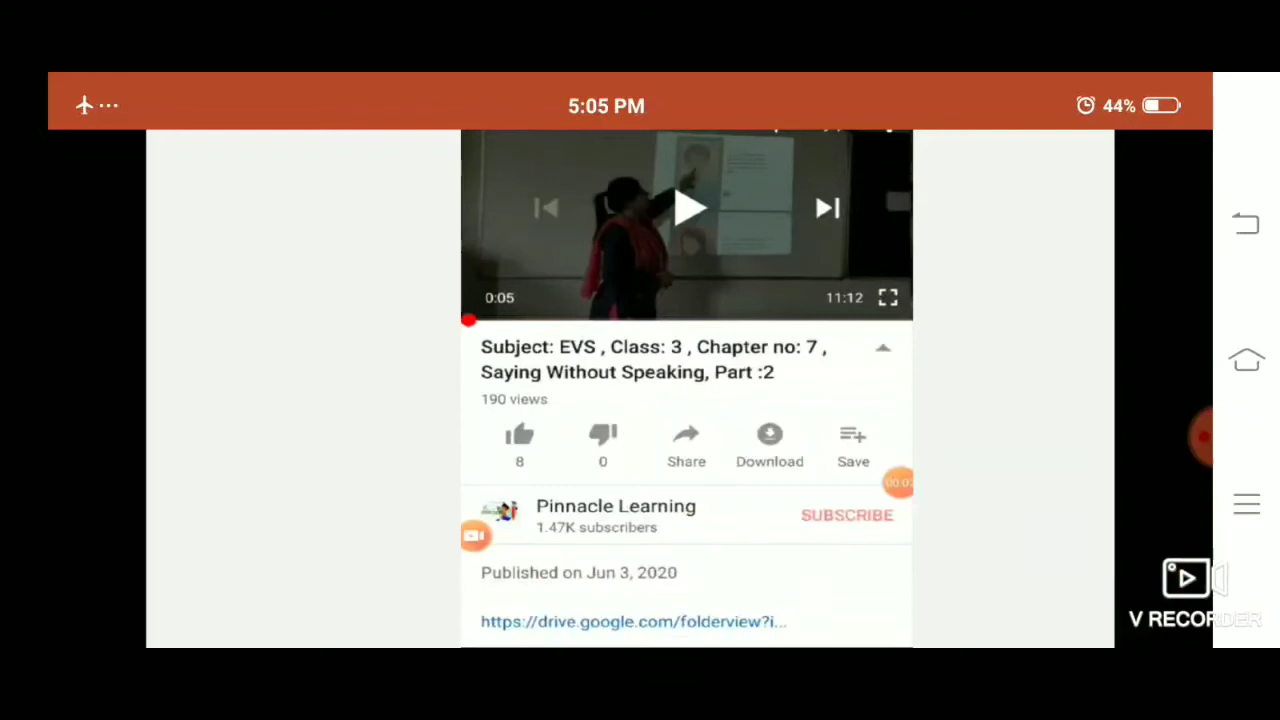 5:05 PM
44%
0:05
11:12
Subject: EVS , Class: 3 , Chapter no: 7 ,
Saying Without Speaking, Part :2
190 views
8
0
Share
Download
Save
Pinnacle Learning
1.47K subscribers
SUBSCRIBE
Published on Jun 3, 2020
https://drive.google.com/folderview?i...
V RECORDER